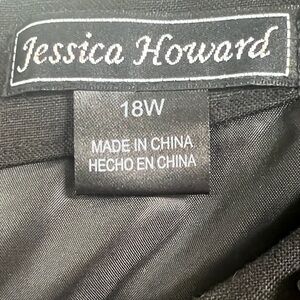 Jessica Howard
18W
MADE IN CHINA
HECHO EN CHINA